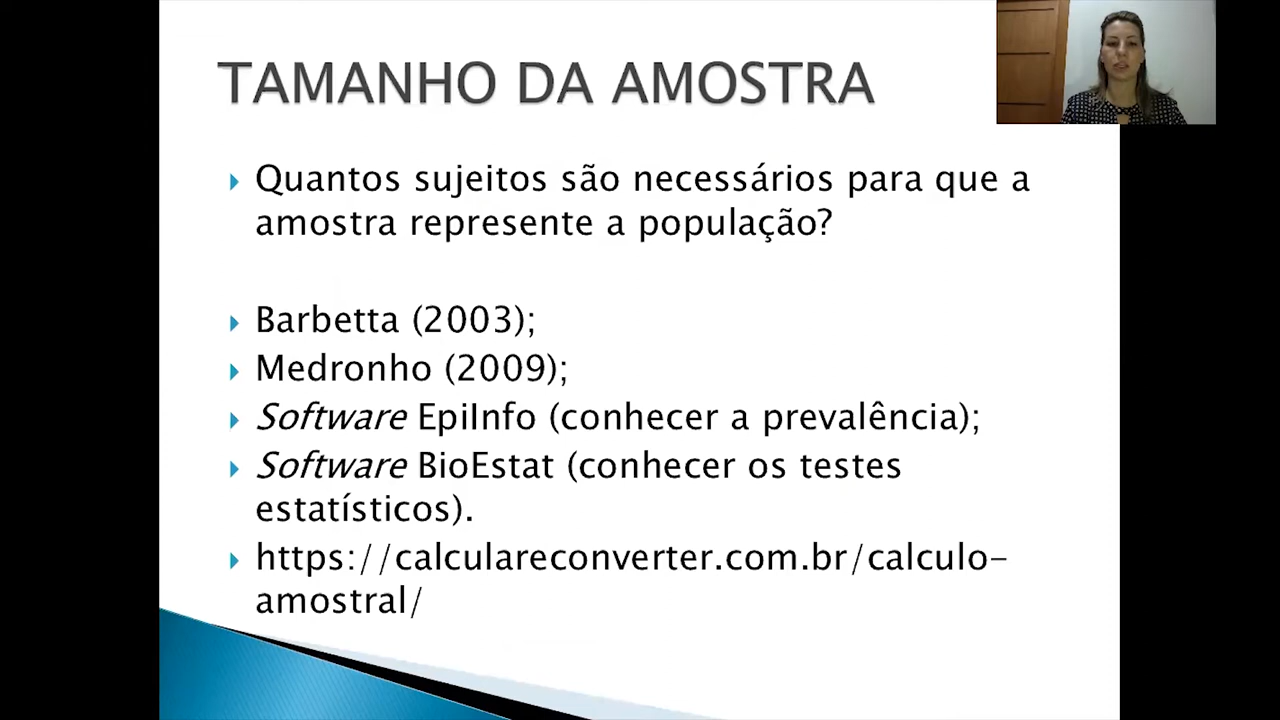 TAMANHO DA AMOSTRA
Quantos sujeitos são necessários para que a
amostra represente a população?
Barbetta (2003);
Medronho (2009);
Software EpiInfo (conhecer a prevalência);
Software BioEstat (conhecer os testes
estatísticos).
https://calculareconverter.com.br/calculo-
amostral/